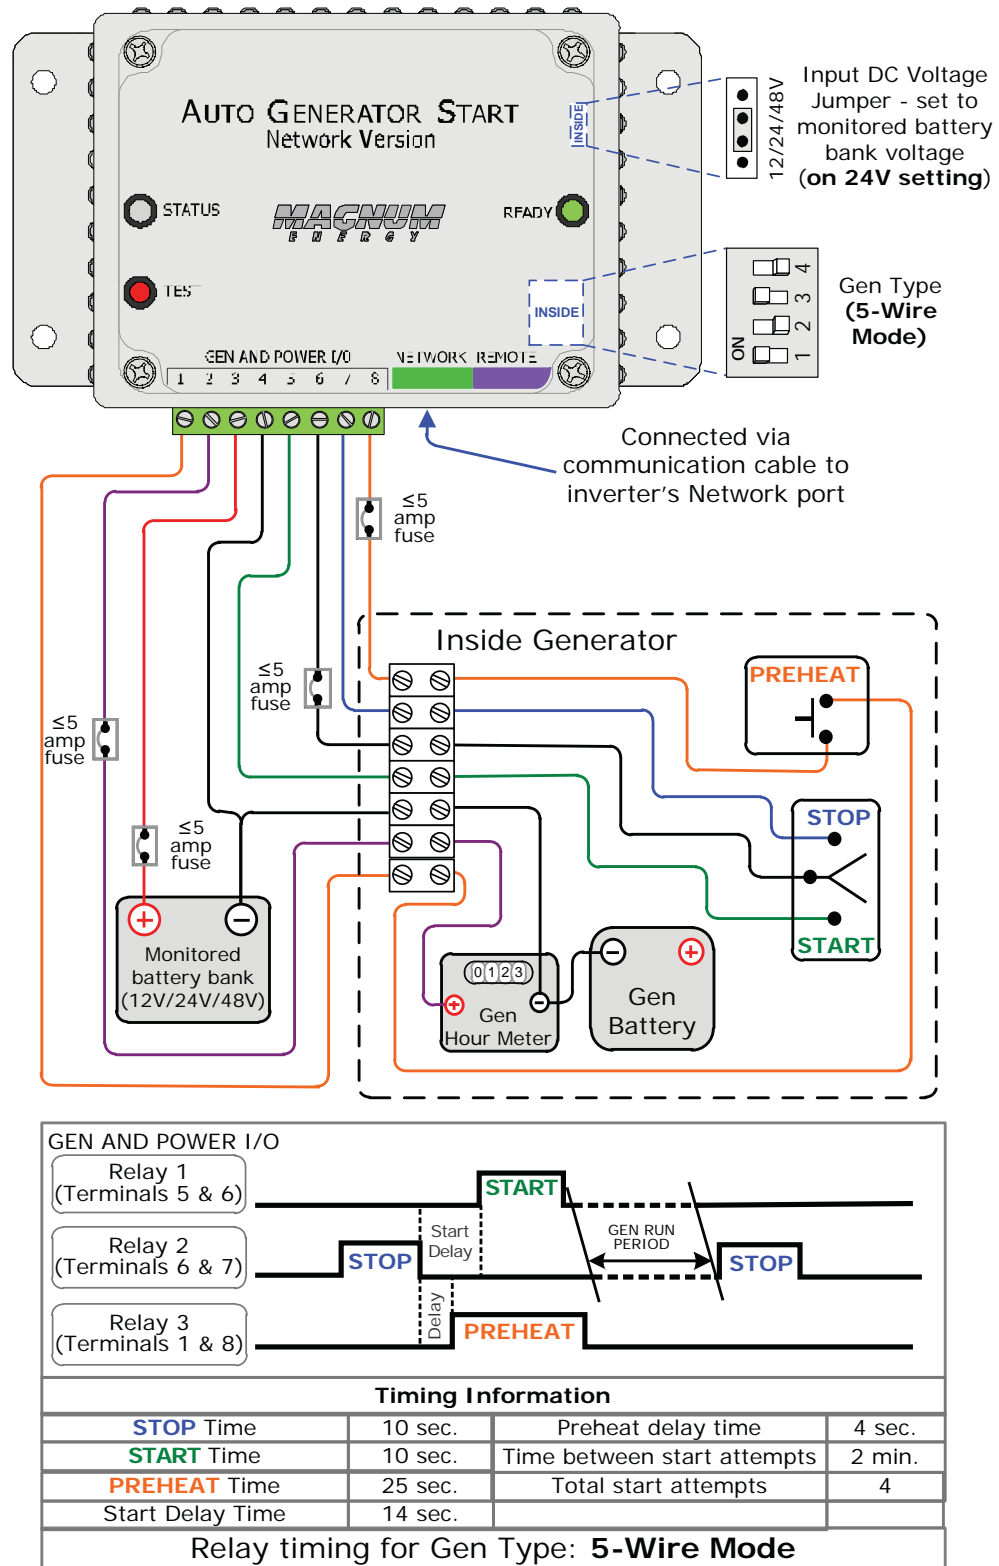 AUTO GENERATOR START
Network Version
STATUS
MAGNUM
ENERGY
READY
TEST
INSIDE
INSIDE
GEN AND POWER I/O
NETWORK REMOTE
1 2 3 4 5 6 7 8
12/24/48V
Input DC Voltage
Jumper - set to
monitored battery
bank voltage
(on 24V setting)
ON
1 2 3 4
Gen Type
(5-Wire
Mode)
Connected via
communication cable to
inverter's Network port
≤5
amp
fuse
≤5
amp
fuse
≤5
amp
fuse
≤5
amp
fuse
Inside Generator
PREHEAT
STOP
START
+
−
Monitored
battery bank
(12V/24V/48V)
0123
+
−
Gen
Hour Meter
−
+
Gen
Battery
GEN AND POWER I/O
Relay 1
(Terminals 5 & 6)
START
Relay 2
(Terminals 6 & 7)
STOP
Start
Delay
GEN RUN
PERIOD
STOP
Relay 3
(Terminals 1 & 8)
Delay
PREHEAT
Timing Information
STOP Time 10 sec. Preheat delay time 4 sec.
START Time 10 sec. Time between start attempts 2 min.
PREHEAT Time 25 sec. Total start attempts 4
Start Delay Time 14 sec.
Relay timing for Gen Type: 5-Wire Mode